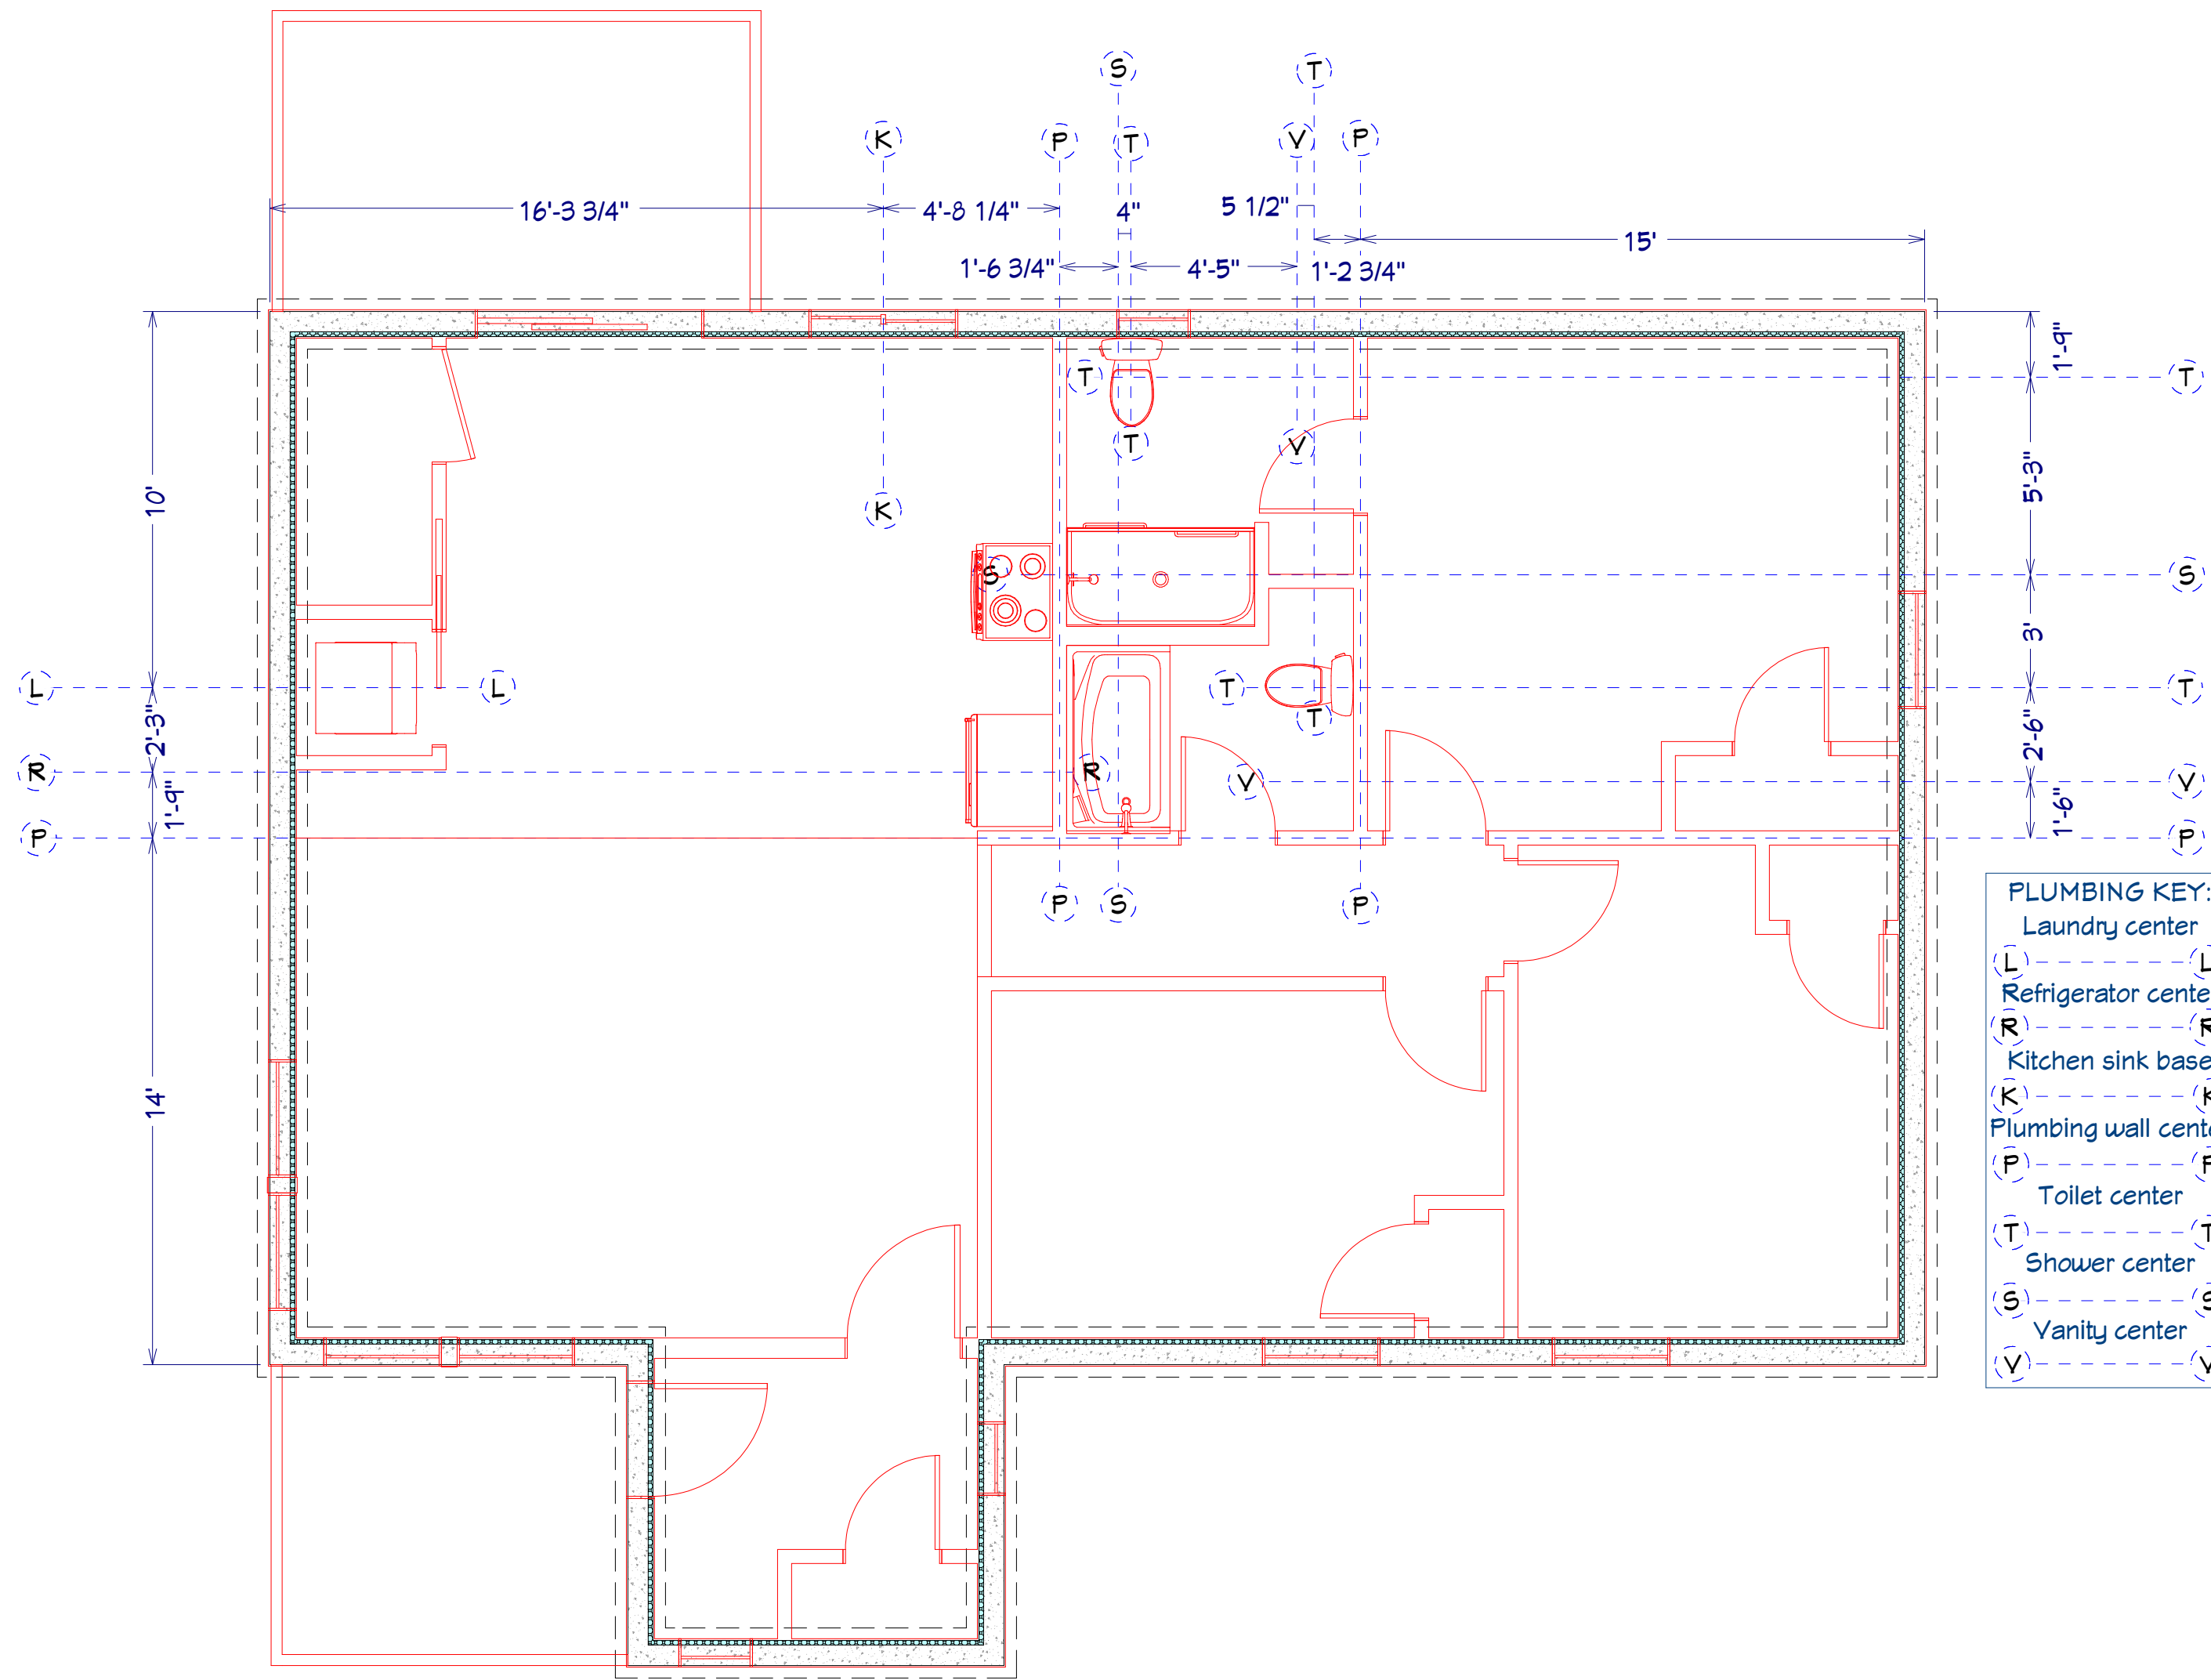 S T
K P T V P
16'-3 3/4" 4'-8 1/4" 4" 5 1/2" 15'
1'-6 3/4" 4'-5" 1'-2 3/4"
1'-9"
T T
T V
10' 5'-3"
K
S S
3'
L L T T
T
2'-3" 2'-6"
R R V V
1'-9" 1'-6"
P P
P S P
14'
PLUMBING KEY:
Laundry center
L L
Refrigerator cente
R R
Kitchen sink base
K K
Plumbing wall cent
P P
Toilet center
T T
Shower center
S S
Vanity center
V V